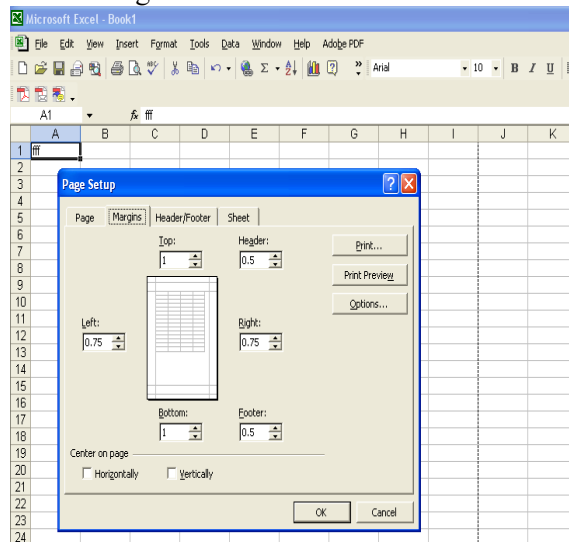 Microsoft Excel - Book1
File Edit View Insert Format Tools Data Window Help Adobe PDF
Arial 10 B I U
A1 fx fff
A B C D E F G H I J K
1 fff
2
3
4
5
6
7
8
9
10
11
12
13
14
15
16
17
18
19
20
21
22
23
24
Page Setup
Page Margins Header/Footer Sheet
Top: Header:
1 0.5
Print...
Print Preview
Options...
Left: Right:
0.75 0.75
Bottom: Footer:
1 0.5
Center on page
Horizontally Vertically
OK Cancel